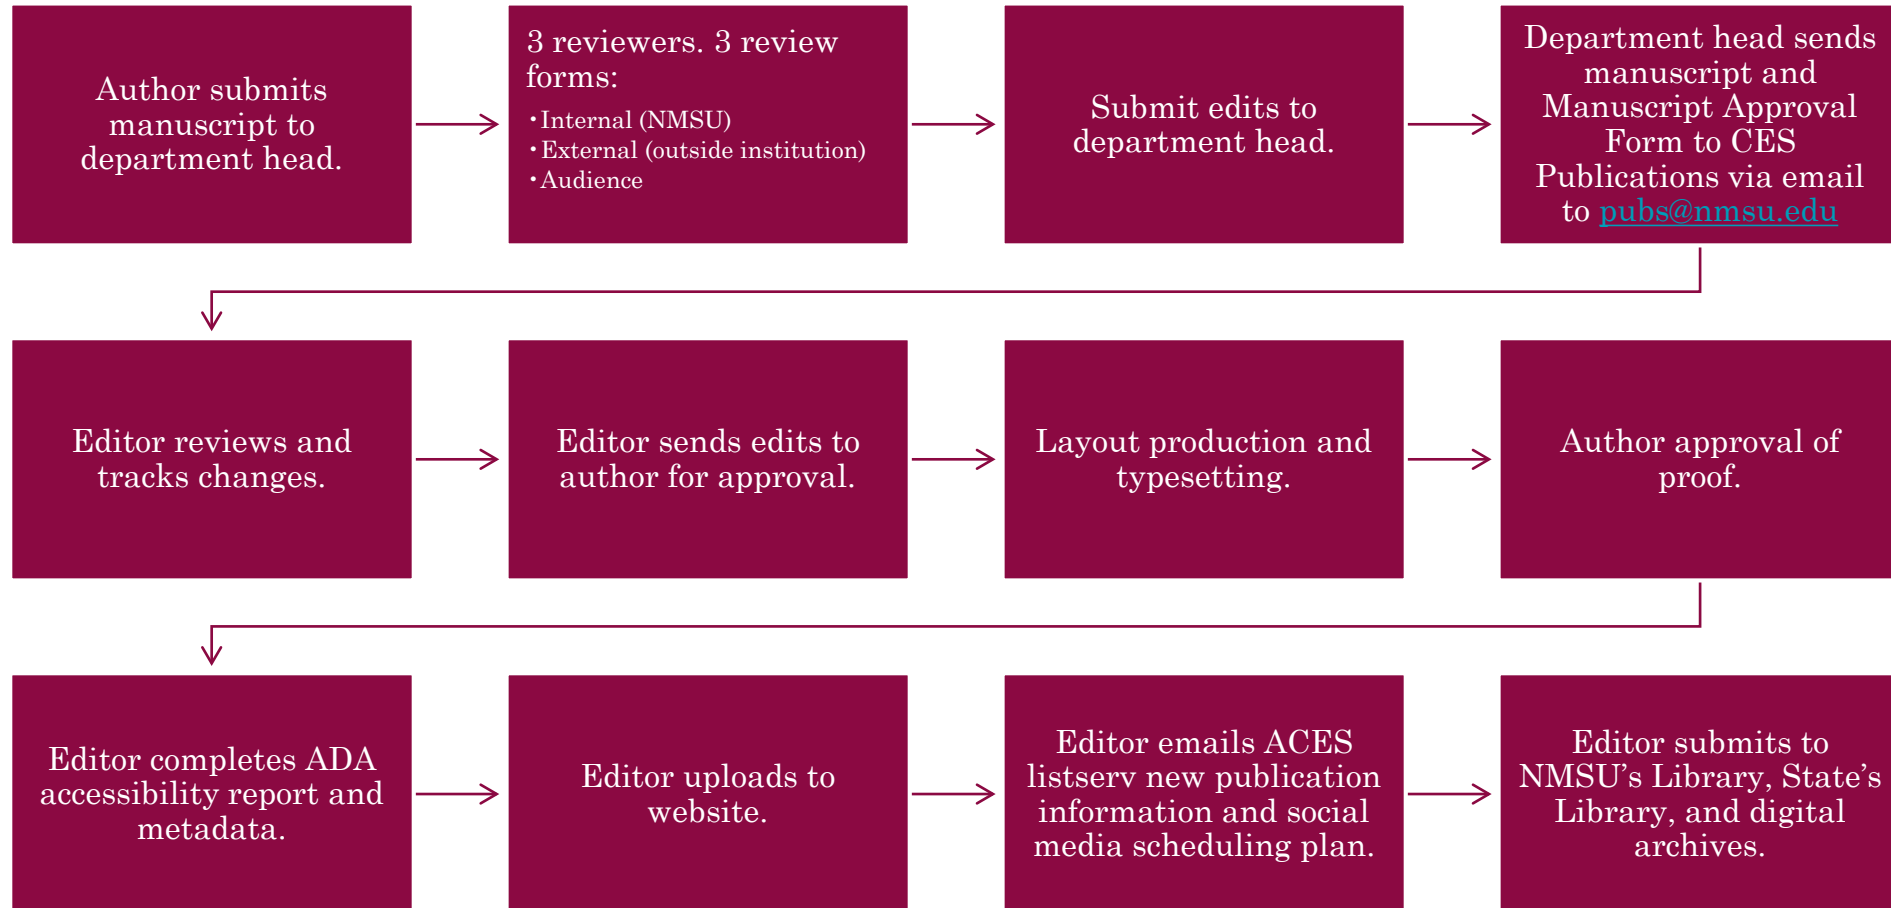 Author submits
manuscript to
department head.
3 reviewers. 3 review
forms:
•Internal (NMSU)
•External (outside institution)
•Audience
Submit edits to
department head.
Department head sends
manuscript and
Manuscript Approval
Form to CES
Publications via email
to pubs@nmsu.edu
Editor reviews and
tracks changes.
Editor sends edits to
author for approval.
Layout production and
typesetting.
Author approval of
proof.
Editor completes ADA
accessibility report and
metadata.
Editor uploads to
website.
Editor emails ACES
listserv new publication
information and social
media scheduling plan.
Editor submits to
NMSU’s Library, State’s
Library, and digital
archives.